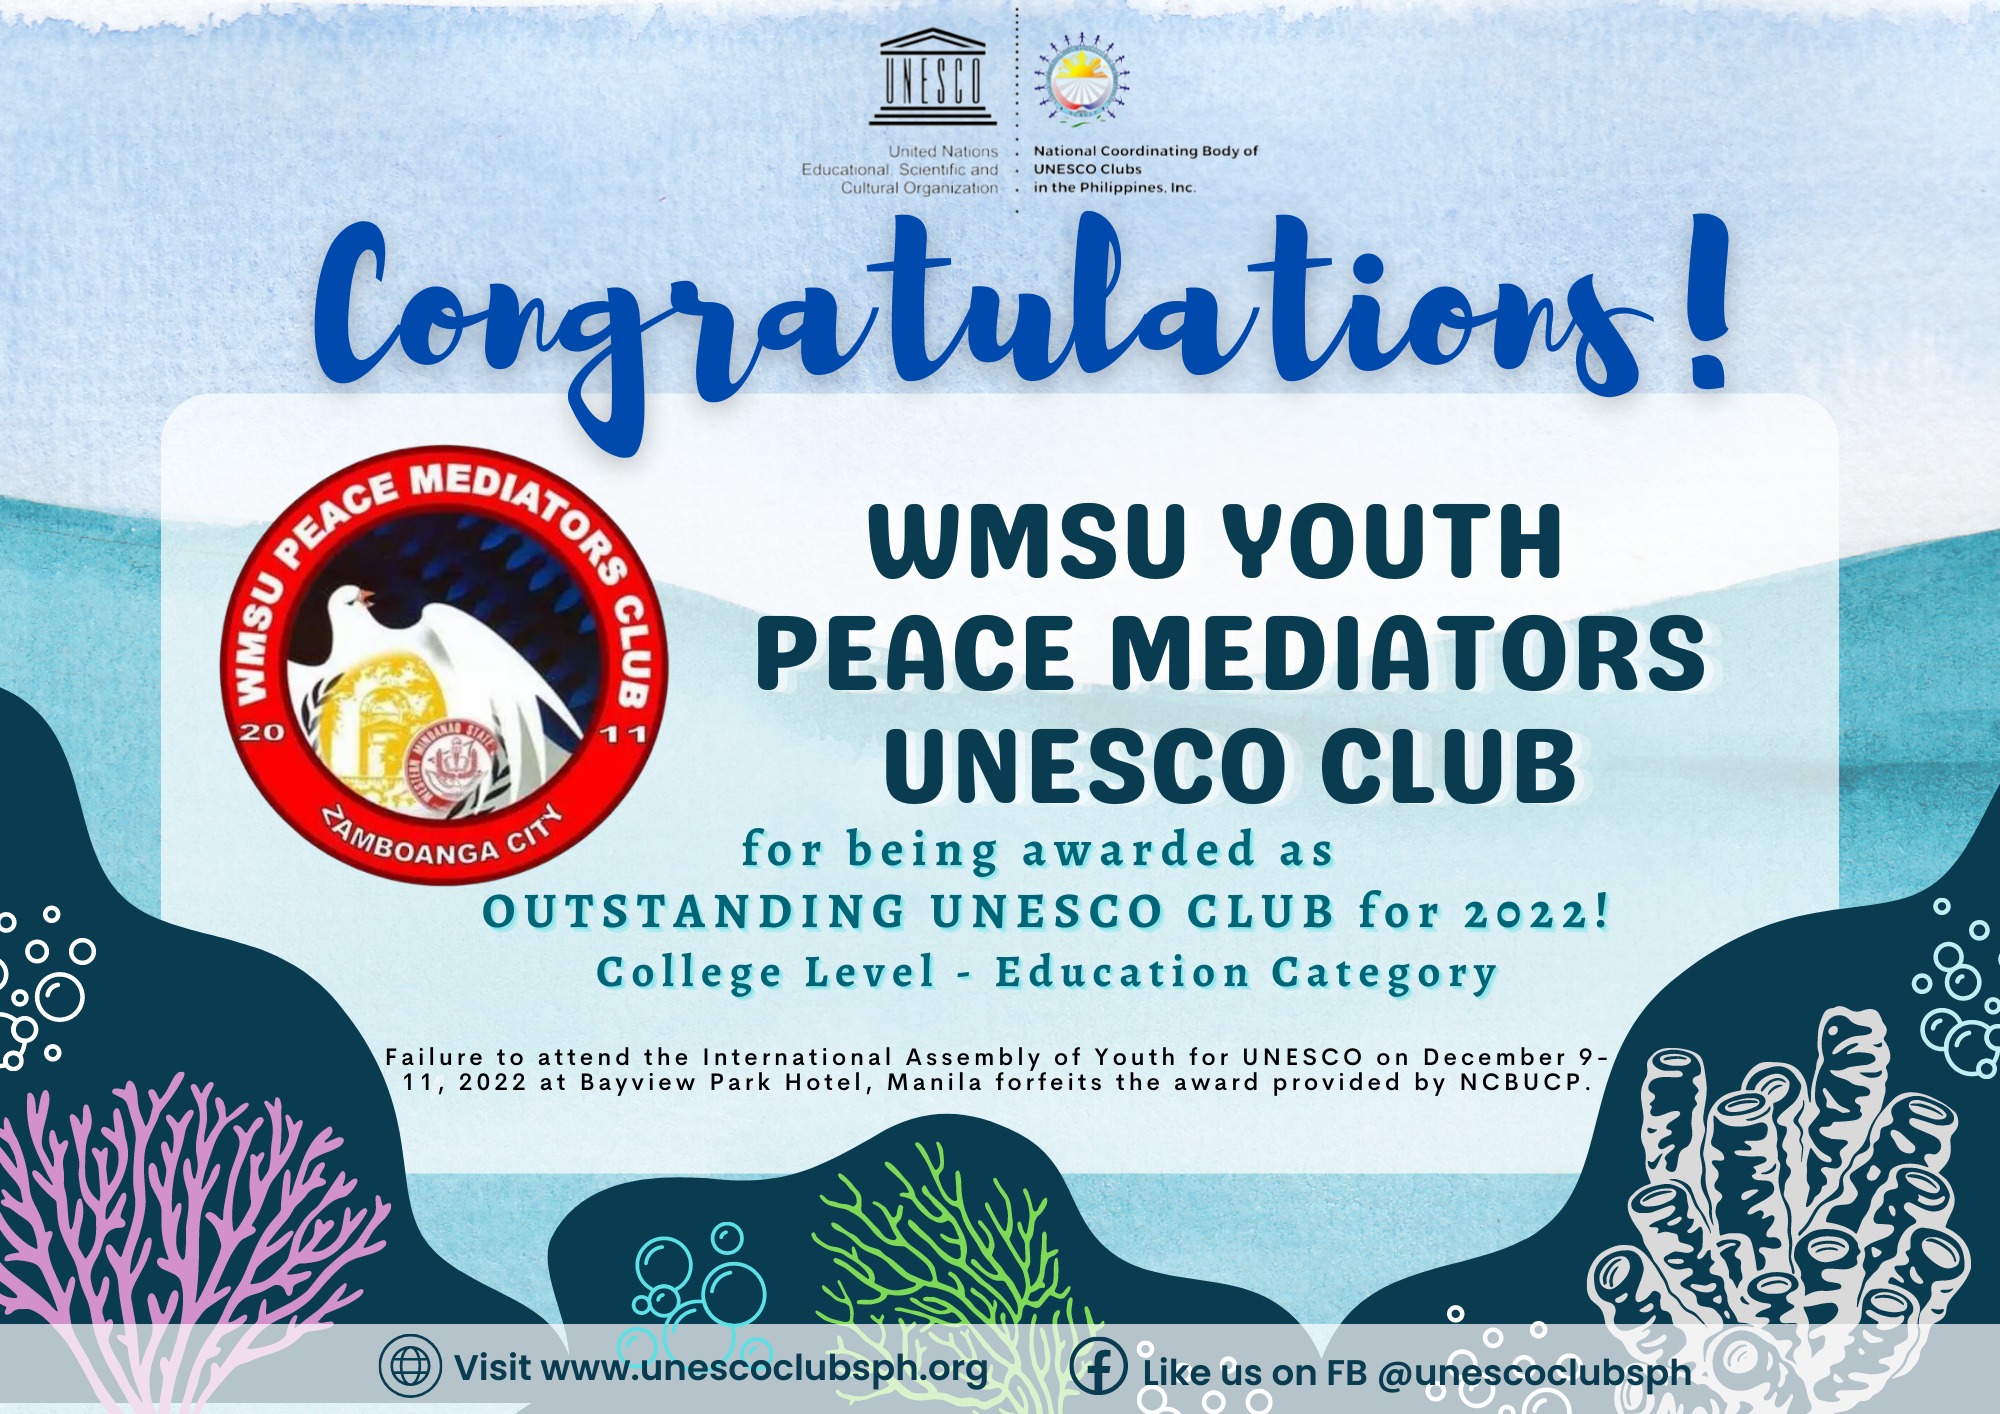 UNESCO
United Nations
Educational, Scientific and
Cultural Organization
National Coordinating Body of
UNESCO Clubs
in the Philippines, Inc.
Congratulations!
WMSU PEACE MEDIATORS CLUB
20 11
ZAMBOANGA CITY
WESTERN MINDANAO STATE
WMSU YOUTH
PEACE MEDIATORS
UNESCO CLUB
for being awarded as
OUTSTANDING UNESCO CLUB for 2022!
College Level - Education Category
Failure to attend the International Assembly of Youth for UNESCO on December 9-
11, 2022 at Bayview Park Hotel, Manila forfeits the award provided by NCBUCP.
Visit www.unescoclubsph.org
Like us on FB @unescoclubsph